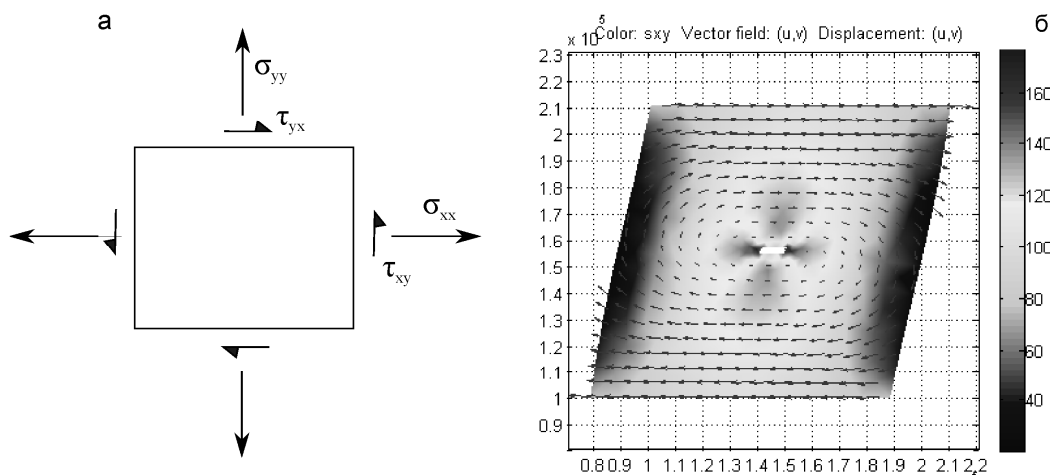 а
σyy
τyx
σxx
τxy
б
x 10 5
Color: sxy Vector field: (u,v) Displacement: (u,v)
2.3
2.2
2.1
2
1.9
1.8
1.7
1.6
1.5
1.4
1.3
1.2
1.1
1
0.9
0.8 0.9 1 1.1 1.2 1.3 1.4 1.5 1.6 1.7 1.8 1.9 2 2.1 2.2
160
140
120
100
80
60
40